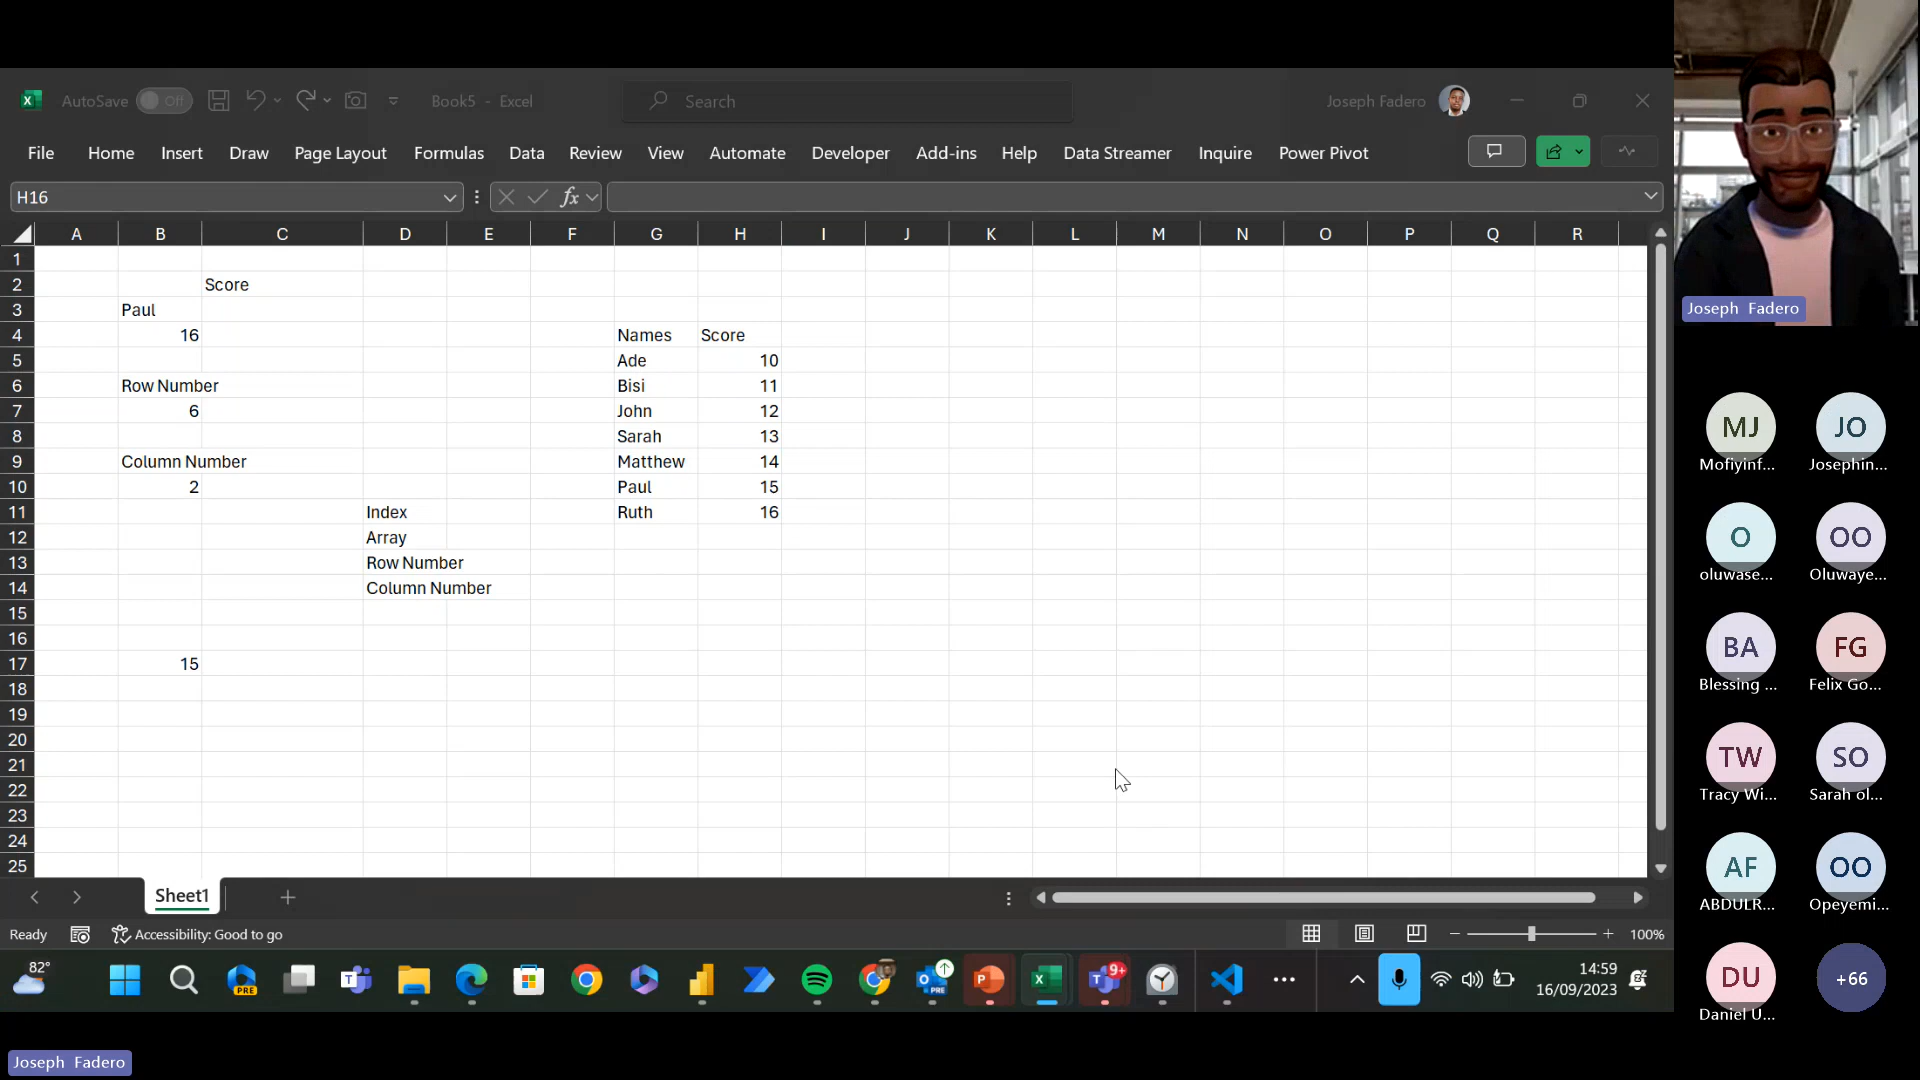 AutoSave Off Book5 - Excel Search Joseph Fadero
File Home Insert Draw Page Layout Formulas Data Review View Automate Developer Add-ins Help Data Streamer Inquire Power Pivot
H16 fx
A B C D E F G H I J K L M N O P Q R
1
2 Score
3 Paul
4 16 Names Score
5 Ade 10
6 Row Number Bisi 11
7 6 John 12
8 Sarah 13
9 Column Number Matthew 14
10 2 Paul 15
11 Index Ruth 16
12 Array
13 Row Number
14 Column Number
15
16
17 15
18
19
20
21
22
23
24
25
Sheet1
Ready Accessibility: Good to go 100%
82° PRE PRE 9+ 14:59
16/09/2023
Joseph Fadero
Joseph Fadero
MJ JO
Mofiyinf... Josephin...
O OO
oluwase... Oluwaye...
BA FG
Blessing ... Felix Go...
TW SO
Tracy Wi... Sarah ol...
AF OO
ABDULR... Opeyemi...
DU +66
Daniel U...